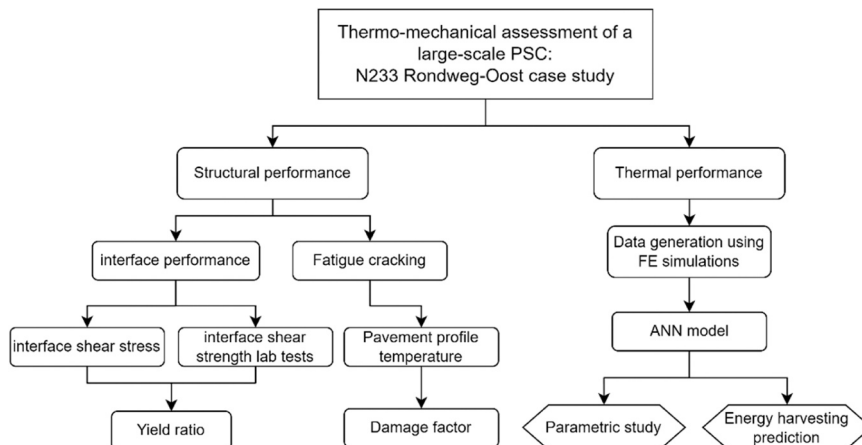 Thermo-mechanical assessment of a
large-scale PSC:
N233 Rondweg-Oost case study
Structural performance
Thermal performance
interface performance
Fatigue cracking
Data generation using
FE simulations
interface shear stress
interface shear
strength lab tests
Pavement profile
temperature
ANN model
Yield ratio
Damage factor
Parametric study
Energy harvesting
prediction